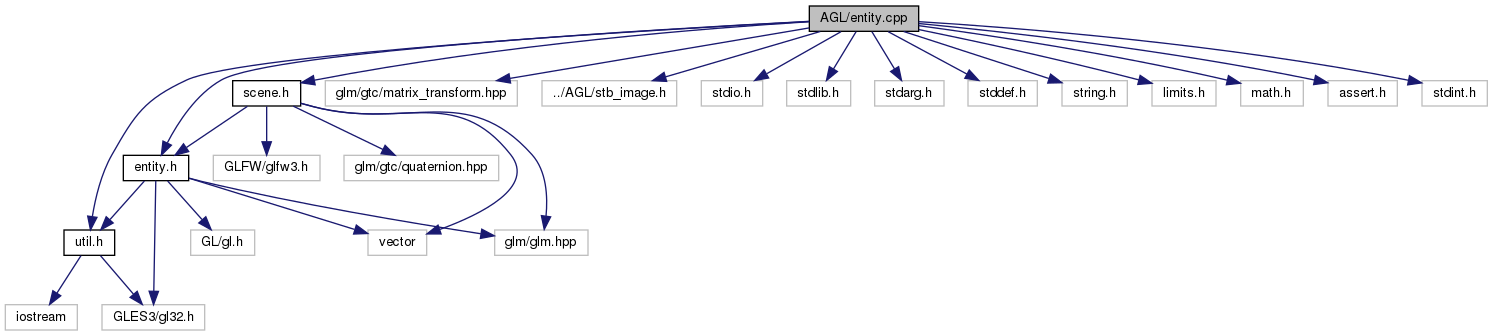 AGL/entity.cpp
scene.h
glm/gtc/matrix_transform.hpp
../AGL/stb_image.h
stdio.h
stdlib.h
stdarg.h
stddef.h
string.h
limits.h
math.h
assert.h
stdint.h
entity.h
GLFW/glfw3.h
glm/gtc/quaternion.hpp
util.h
GL/gl.h
vector
glm/glm.hpp
iostream
GLES3/gl32.h